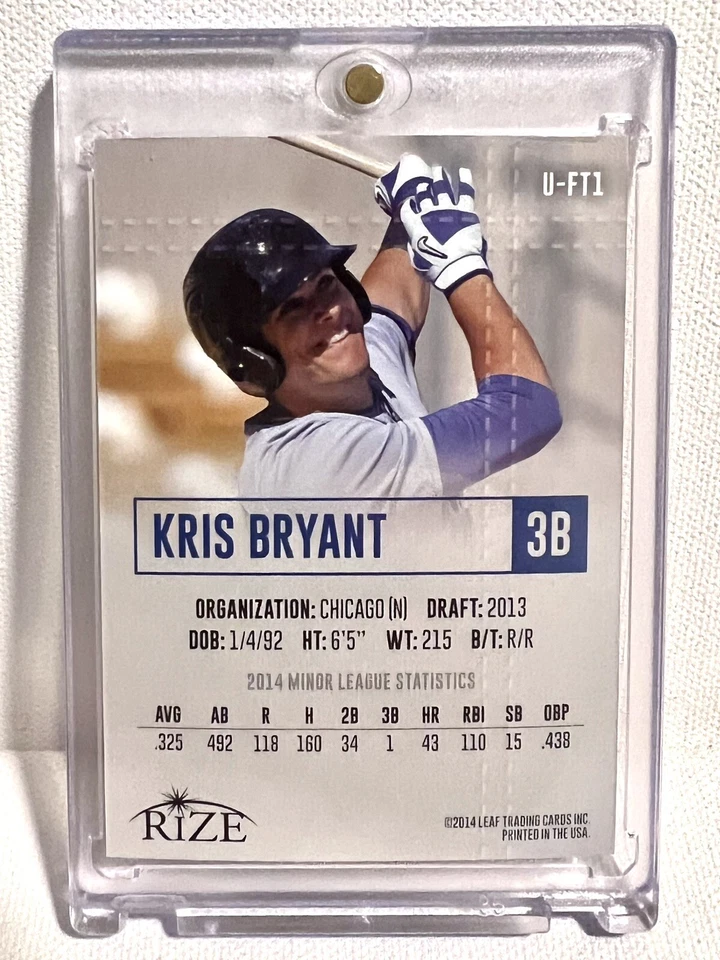 U-FT1
KRIS BRYANT 3B
ORGANIZATION: CHICAGO (N) DRAFT: 2013
DOB: 1/4/92 HT: 6'5" WT: 215 B/T: R/R
2014 MINOR LEAGUE STATISTICS
AVG AB R H 2B 3B HR RBI SB OBP
.325 492 118 160 34 1 43 110 15 .438
RIZE
©2014 LEAF TRADING CARDS INC.
PRINTED IN THE USA.